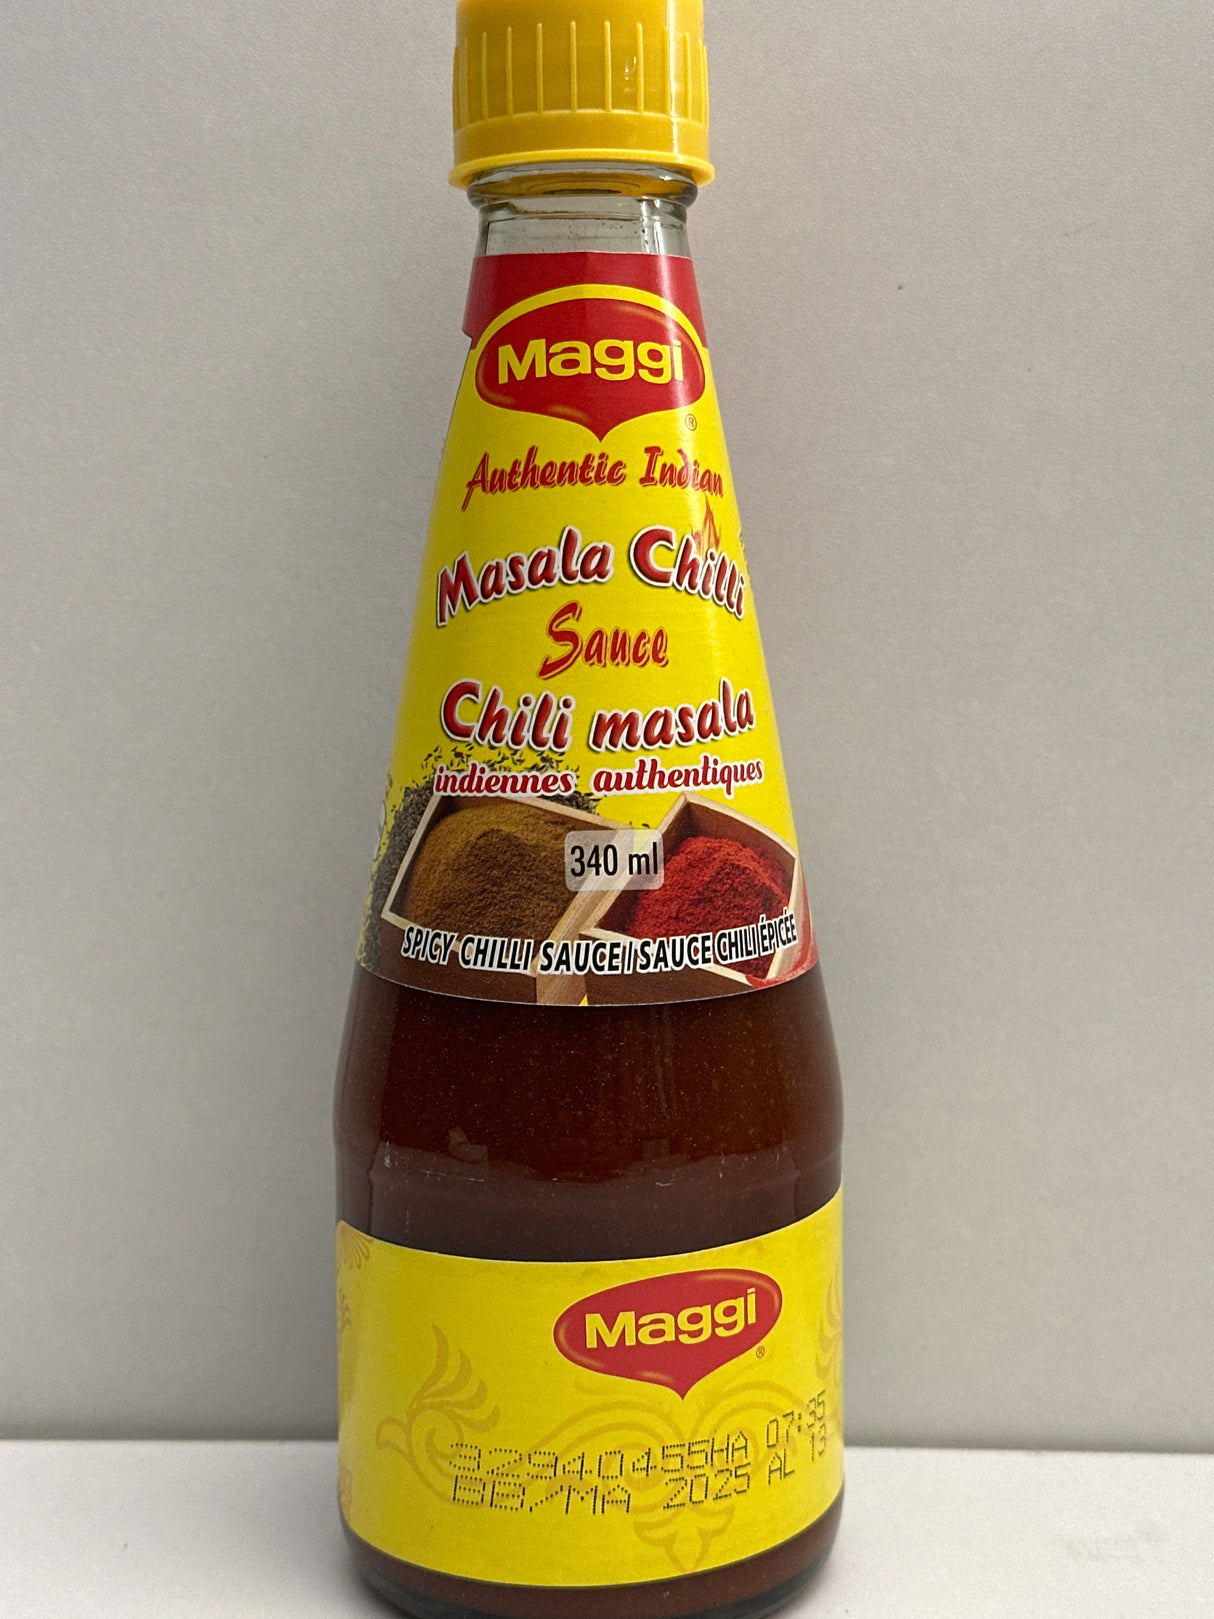 Maggi
®
Authentic Indian
Masala Chilli
Sauce
Chili masala
indiennes authentiques
340 ml
SPICY CHILLI SAUCE / SAUCE CHILI ÉPICÉE
Maggi
®
32940455HA 07:35
BB/MA 2025 AL 13